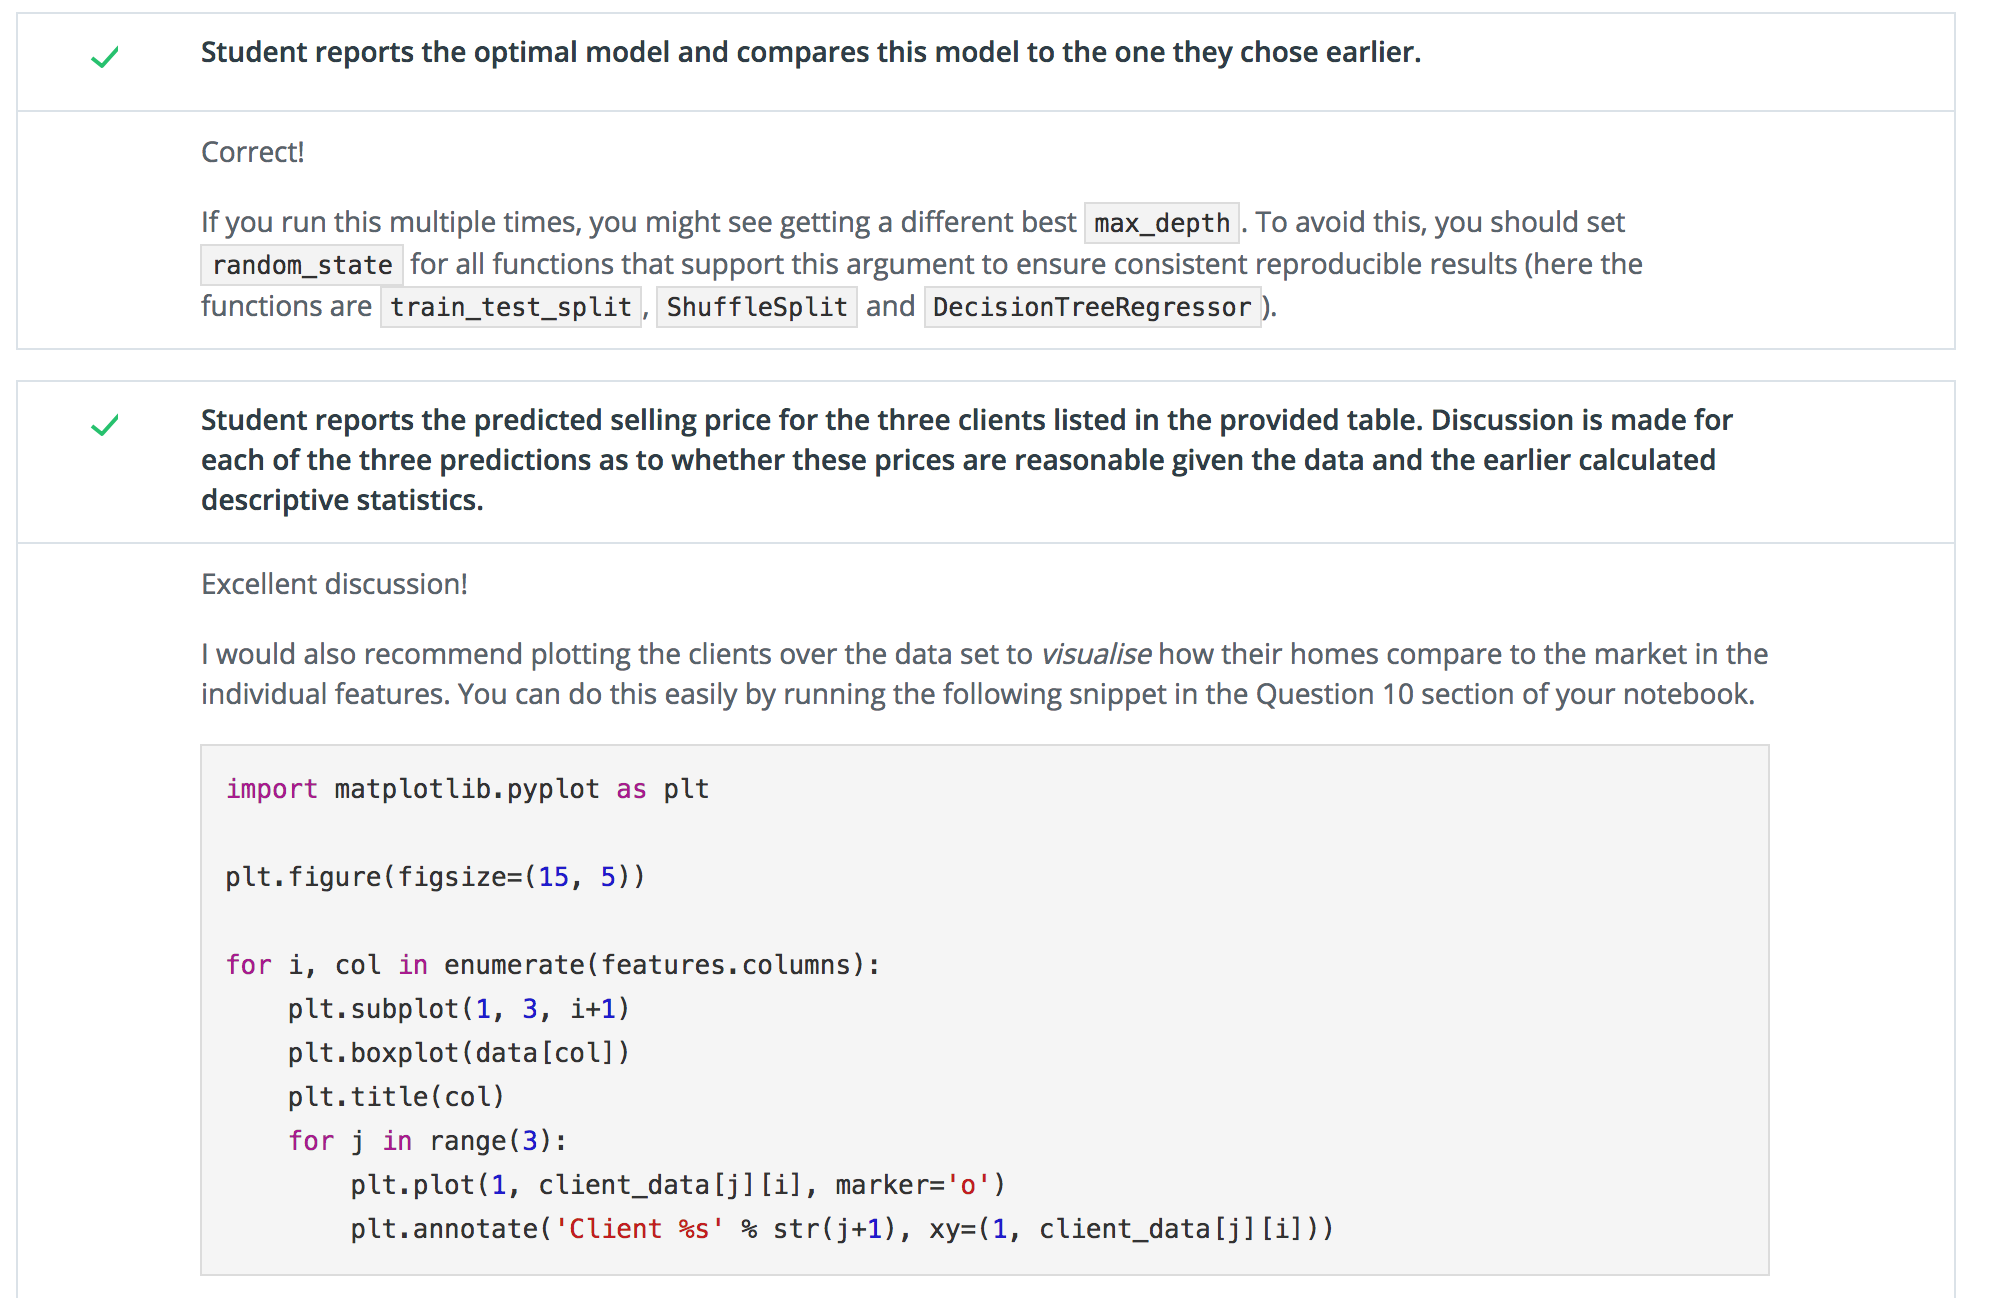 Student reports the optimal model and compares this model to the one they chose earlier.
Correct!
If you run this multiple times, you might see getting a different best max_depth. To avoid this, you should set
random_state for all functions that support this argument to ensure consistent reproducible results (here the
functions are train_test_split, ShuffleSplit and DecisionTreeRegressor).
Student reports the predicted selling price for the three clients listed in the provided table. Discussion is made for
each of the three predictions as to whether these prices are reasonable given the data and the earlier calculated
descriptive statistics.
Excellent discussion!
I would also recommend plotting the clients over the data set to visualise how their homes compare to the market in the
individual features. You can do this easily by running the following snippet in the Question 10 section of your notebook.
import matplotlib.pyplot as plt
plt.figure(figsize=(15, 5))
for i, col in enumerate(features.columns):
    plt.subplot(1, 3, i+1)
    plt.boxplot(data[col])
    plt.title(col)
    for j in range(3):
        plt.plot(1, client_data[j][i], marker='o')
        plt.annotate('Client %s' % str(j+1), xy=(1, client_data[j][i]))